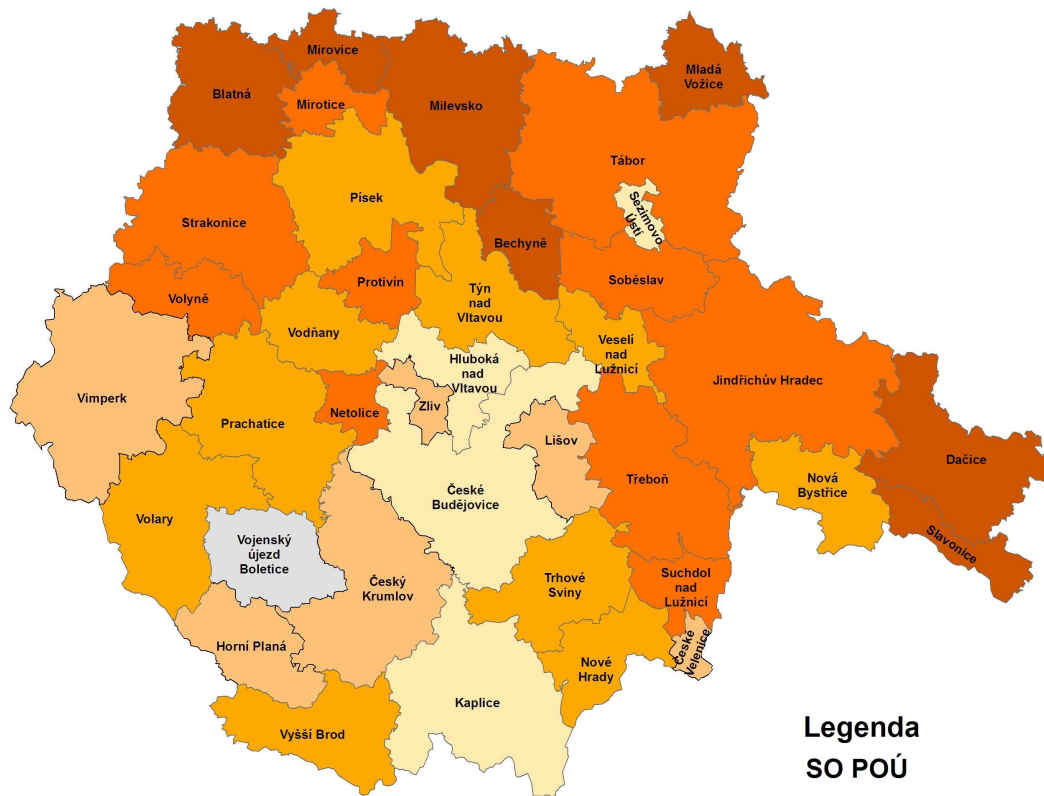 Mirovice
Mladá
Vožice
Blatná
Mirotice
Milevsko
Tábor
Písek
Sezimovo
Ústí
Strakonice
Bechyně
Soběslav
Protivín
Volyně
Týn
nad
Vltavou
Vodňany
Veselí
nad
Lužnicí
Hluboká
nad
Vltavou
Jindřichův Hradec
Vimperk
Zliv
Netolice
Prachatice
Lišov
Dačice
Třeboň
Nová
Bystřice
České
Budějovice
Volary
Vojenský
újezd
Boletice
Slavonice
Český
Krumlov
Trhové
Sviny
Suchdol
nad
Lužnicí
Horní Planá
České
Velenice
Nové
Hrady
Kaplice
Vyšší Brod
Legenda
SO POÚ